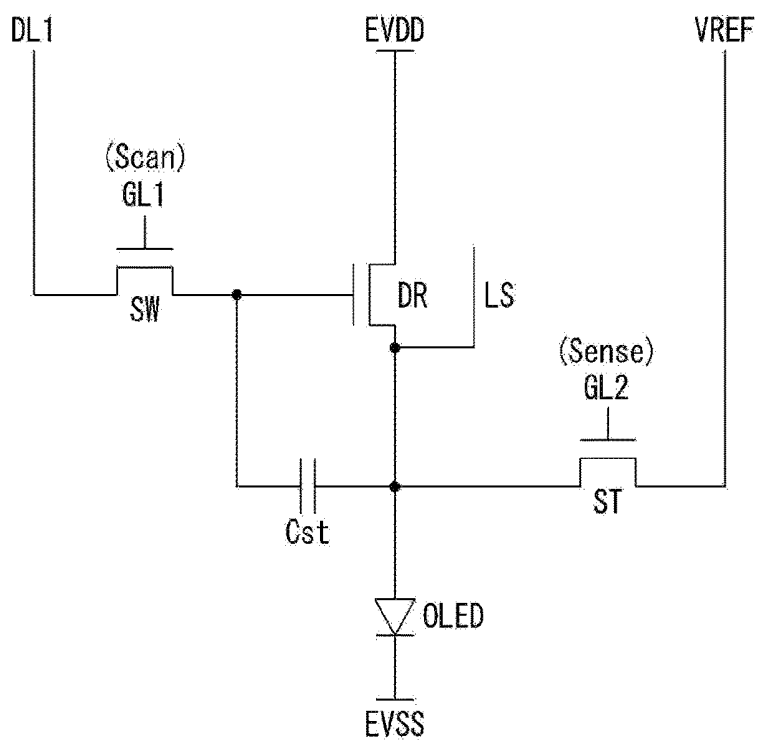 DL1
EVDD
VREF
(Scan)
GL1
SW
DR
LS
(Sense)
GL2
ST
Cst
OLED
EVSS